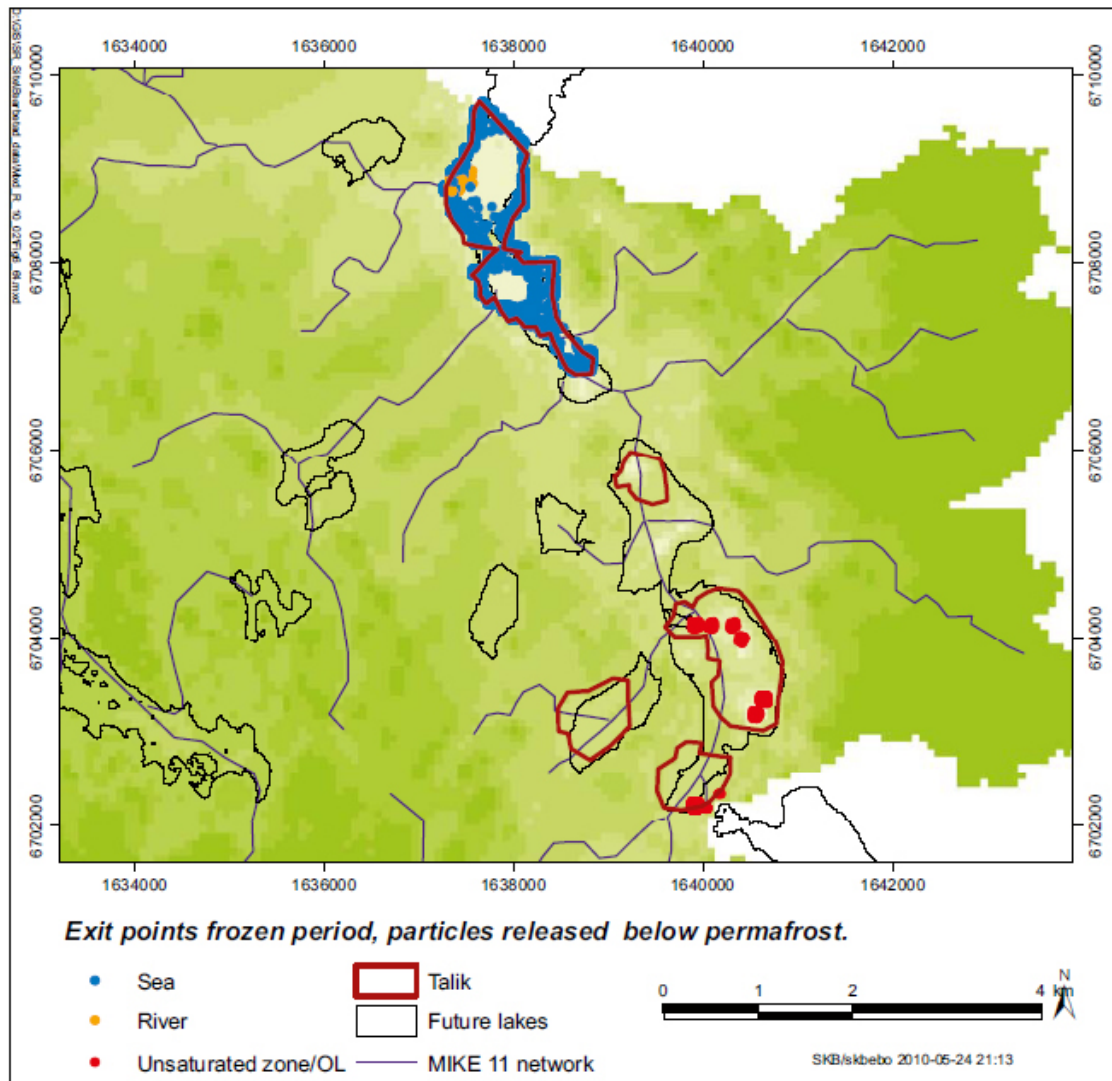 1634000 1636000 1638000 1640000 1642000
6710000 6710000
6708000 6708000
6706000 6706000
6704000 6704000
6702000 6702000
1634000 1636000 1638000 1640000 1642000
Exit points frozen period, particles released below permafrost.
Sea Talik
River Future lakes
Unsaturated zone/OL MIKE 11 network
0 1 2 4 km
N
SKB/skbebo 2010-05-24 21:13